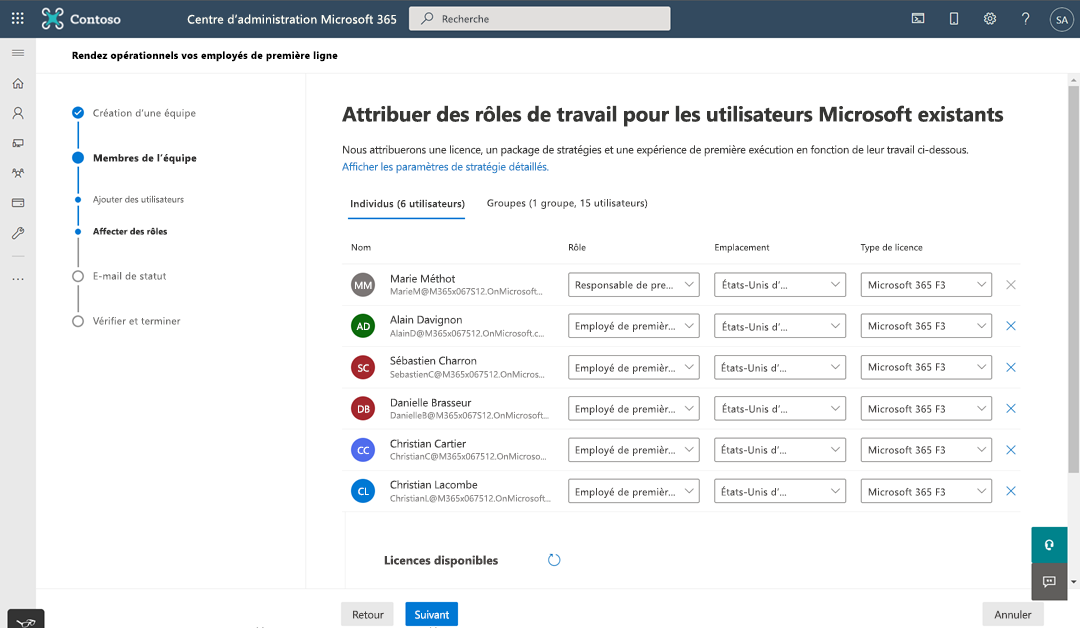 Contoso
Centre d'administration Microsoft 365
Recherche
SA
Rendez opérationnels vos employés de première ligne
Création d'une équipe
Membres de l'équipe
Ajouter des utilisateurs
Affecter des rôles
E-mail de statut
Vérifier et terminer
Attribuer des rôles de travail pour les utilisateurs Microsoft existants
Nous attribuerons une licence, un package de stratégies et une expérience de première exécution en fonction de leur travail ci-dessous.
Afficher les paramètres de stratégie détaillés.
Individus (6 utilisateurs) Groupes (1 groupe, 15 utilisateurs)
Nom Rôle Emplacement Type de licence
MM Marie Méthot Responsable de pre... États-Unis d'... Microsoft 365 F3
MarieM@M365x067512.OnMicrosoft...
AD Alain Davignon Employé de premièr... États-Unis d'... Microsoft 365 F3
AlainD@M365x067512.OnMicrosoft.c...
SC Sébastien Charron Employé de premièr... États-Unis d'... Microsoft 365 F3
SebastienC@M365x067512.OnMicros...
DB Danielle Brasseur Employé de premièr... États-Unis d'... Microsoft 365 F3
DanielleB@M365x067512.OnMicrosoft...
CC Christian Cartier Employé de premièr... États-Unis d'... Microsoft 365 F3
ChristianC@M365x067512.OnMicroso...
CL Christian Lacombe Employé de premièr... États-Unis d'... Microsoft 365 F3
ChristianL@M365x067512.OnMicrosoft...
Licences disponibles
Retour Suivant Annuler